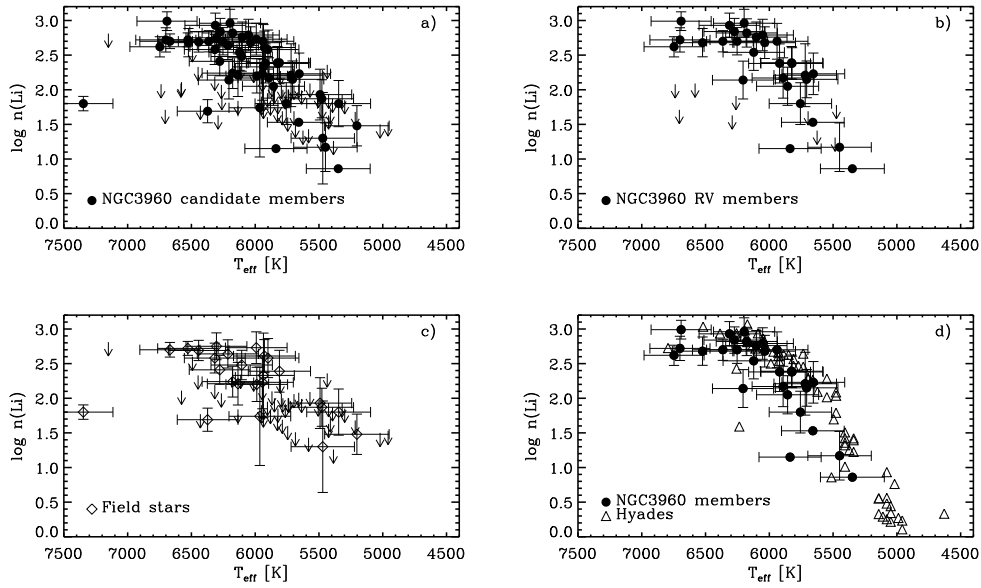 a)
3.0
2.5
2.0
1.5
1.0
0.5
0.0
log n(Li)
NGC3960 candidate members
7500 7000 6500 6000 5500 5000 4500
T_eff [K]
b)
3.0
2.5
2.0
1.5
1.0
0.5
0.0
log n(Li)
NGC3960 RV members
7500 7000 6500 6000 5500 5000 4500
T_eff [K]
c)
3.0
2.5
2.0
1.5
1.0
0.5
0.0
log n(Li)
Field stars
7500 7000 6500 6000 5500 5000 4500
T_eff [K]
d)
3.0
2.5
2.0
1.5
1.0
0.5
0.0
log n(Li)
NGC3960 members
Hyades
7500 7000 6500 6000 5500 5000 4500
T_eff [K]